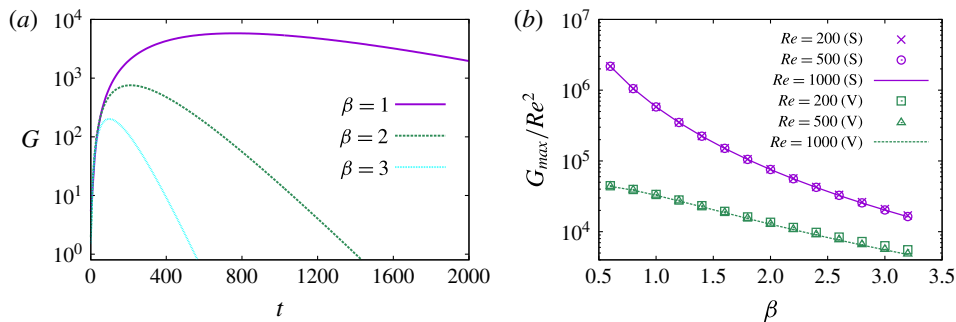 (a)
10^4
10^3
10^2
10^1
10^0
G
β = 1
β = 2
β = 3
0 400 800 1200 1600 2000
t
(b)
10^7
10^6
10^5
10^4
G_max/Re^2
Re = 200 (S)
Re = 500 (S)
Re = 1000 (S)
Re = 200 (V)
Re = 500 (V)
Re = 1000 (V)
0.5 1.0 1.5 2.0 2.5 3.0 3.5
β